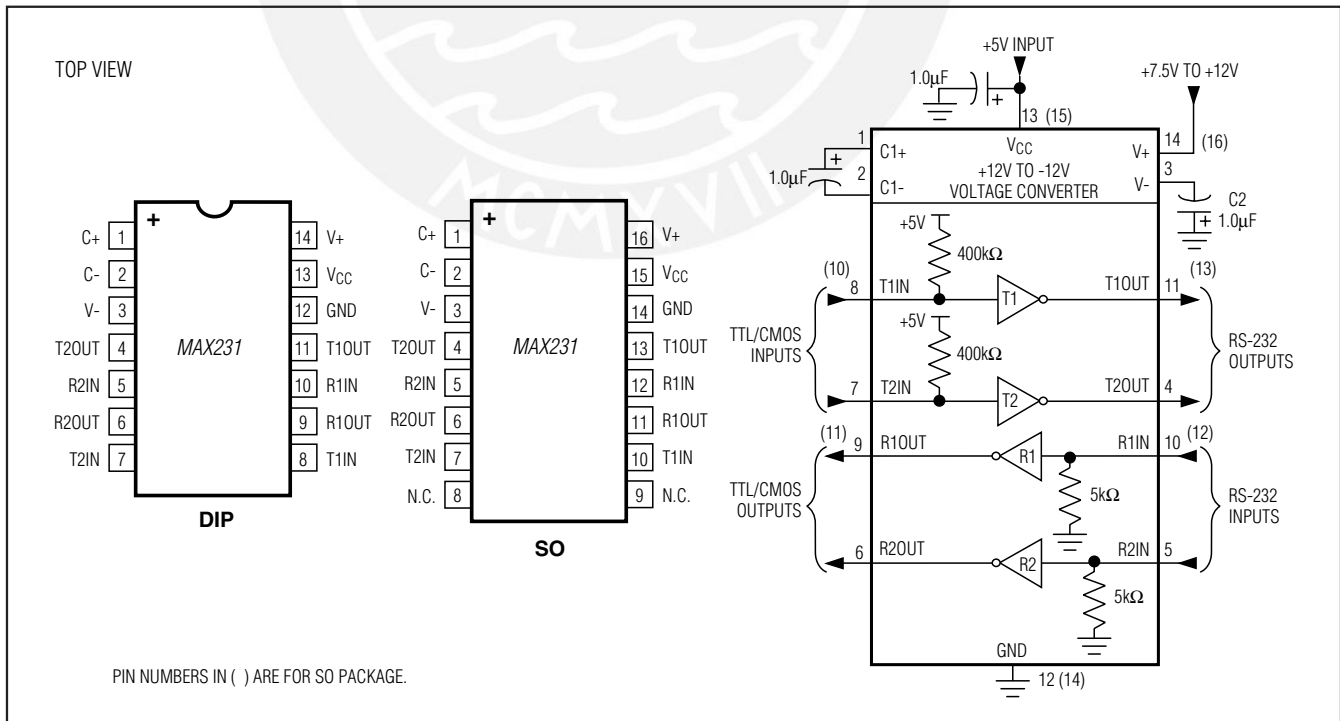 TOP VIEW
MCMXVII
DIP
MAX231
C+ 1
C- 2
V- 3
T2OUT 4
R2IN 5
R2OUT 6
T2IN 7
14 V+
13 VCC
12 GND
11 T1OUT
10 R1IN
9 R1OUT
8 T1IN
+
SO
MAX231
C+ 1
C- 2
V- 3
T2OUT 4
R2IN 5
R2OUT 6
T2IN 7
N.C. 8
16 V+
15 VCC
14 GND
13 T1OUT
12 R1IN
11 R1OUT
10 T1IN
9 N.C.
+
+5V INPUT
1.0µF
+
13 (15)
+7.5V TO +12V
1 C1+
2 C1-
1.0µF
+
VCC
+12V TO -12V
VOLTAGE CONVERTER
V+ 14 (16)
V- 3
C2
1.0µF
+
+5V
400kΩ
(10)
8 T1IN
T1
T1OUT 11
(13)
+5V
400kΩ
TTL/CMOS
INPUTS
RS-232
OUTPUTS
7 T2IN
T2
T2OUT 4
(11)
9 R1OUT
R1
R1IN 10
(12)
5kΩ
TTL/CMOS
OUTPUTS
RS-232
INPUTS
6 R2OUT
R2
R2IN 5
5kΩ
GND
12 (14)
PIN NUMBERS IN ( ) ARE FOR SO PACKAGE.